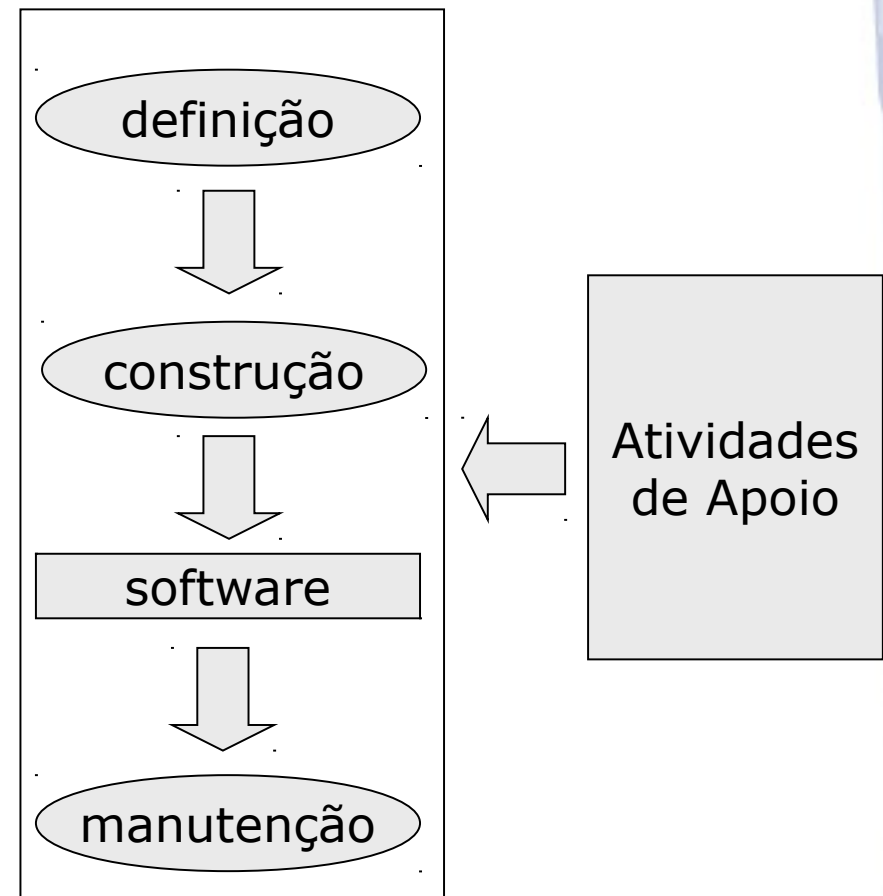 definição
construção
software
manutenção
Atividades
de Apoio